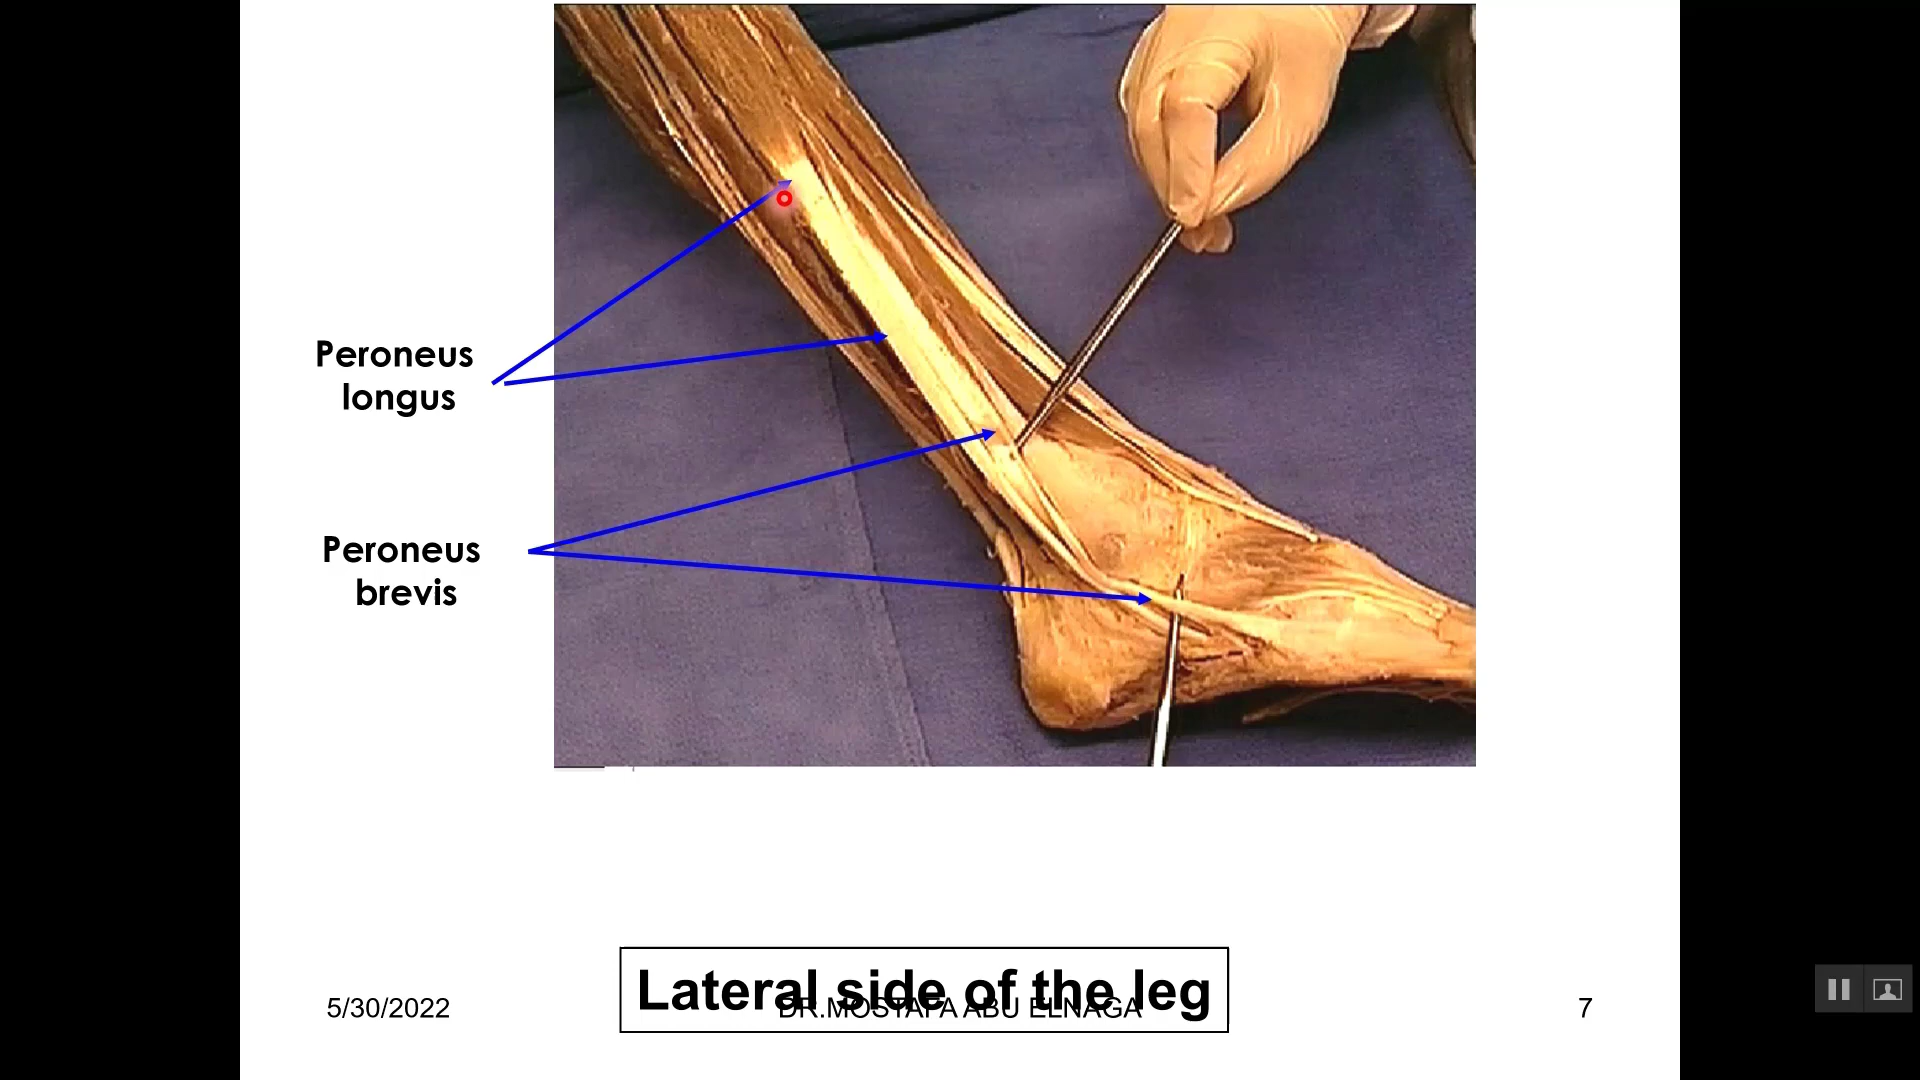 Peroneus
longus
Peroneus
brevis
Lateral side of the leg
5/30/2022
DR.MOSTAFA ABU ELNAGA
7